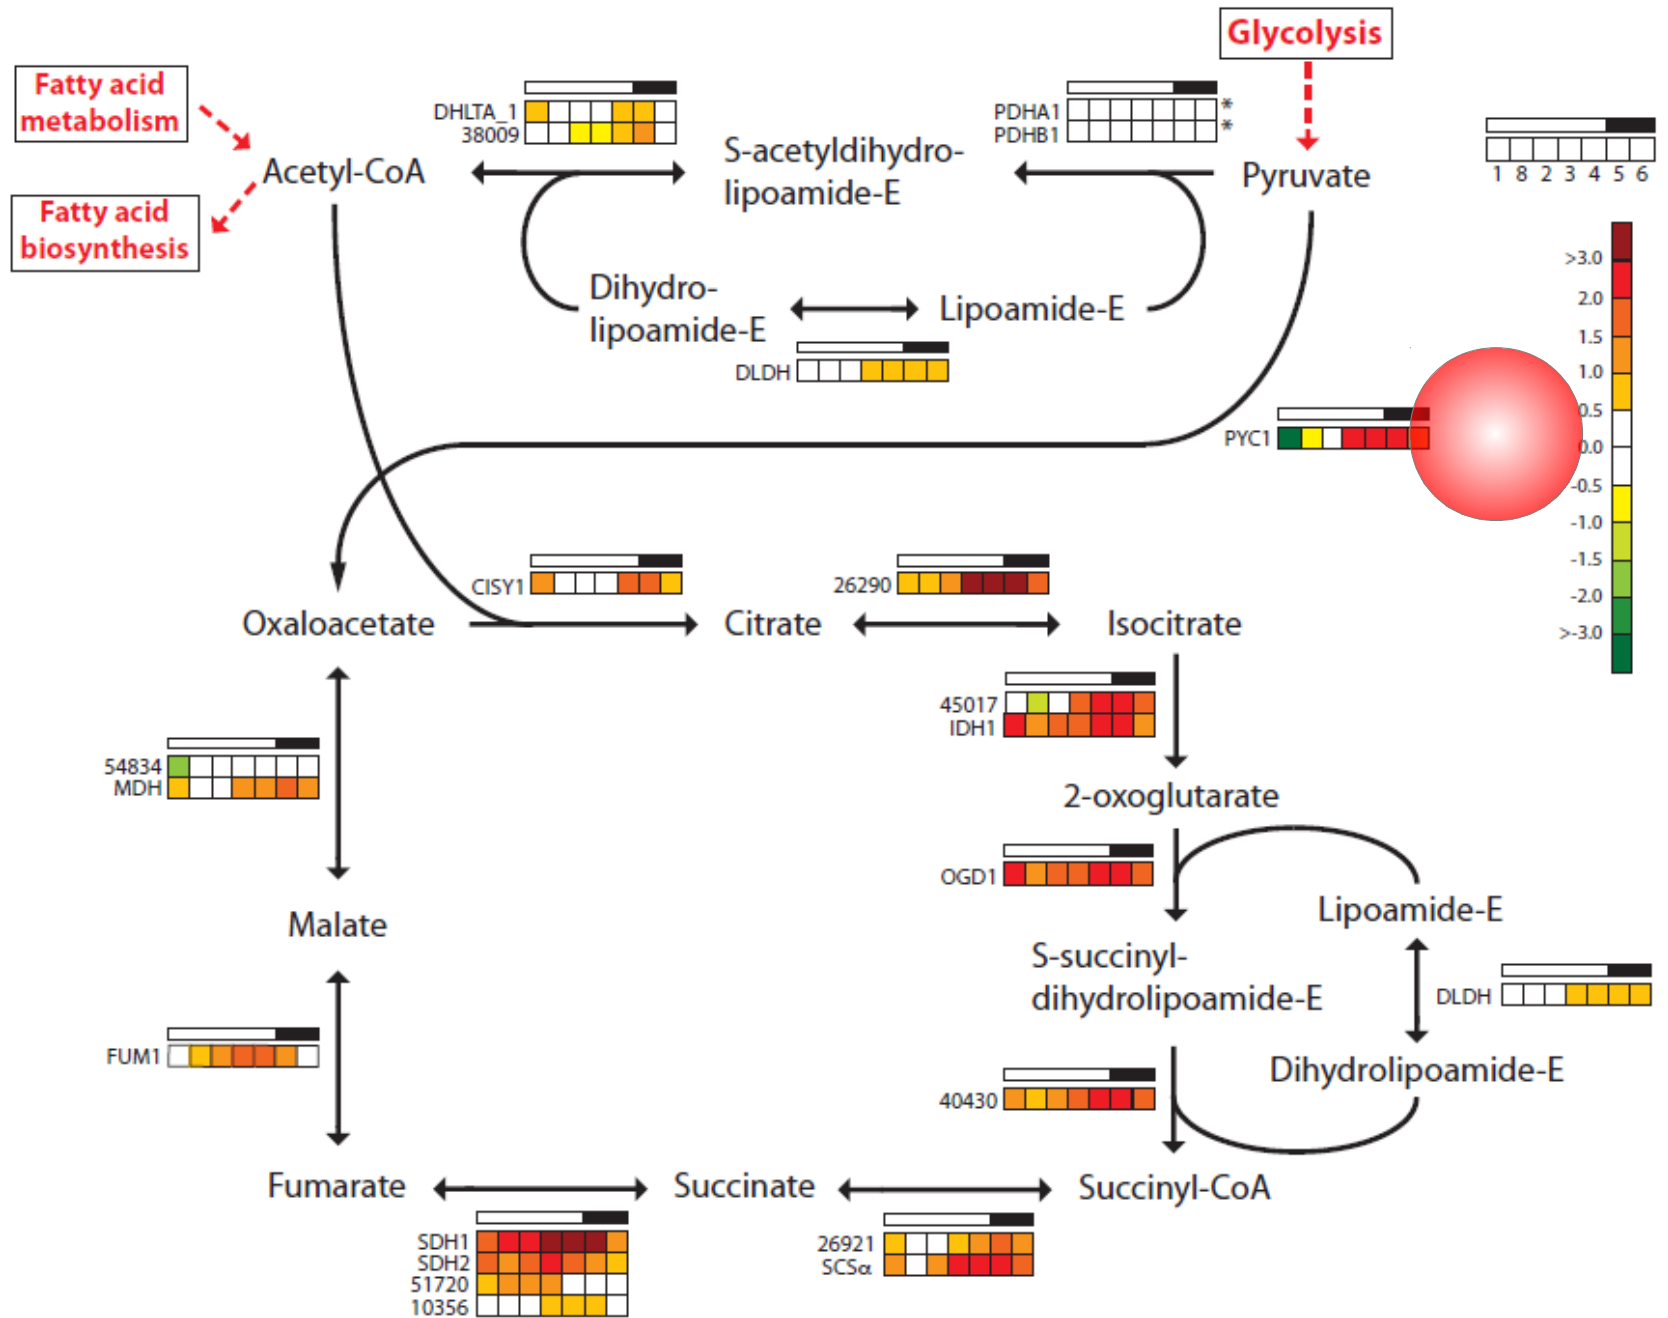 Glycolysis
Fatty acid
metabolism
DHLTA_1
38009
PDHA1 *
PDHB1 *
S-acetyldihydro-
lipoamide-E
Acetyl-CoA
Pyruvate
1 8 2 3 4 5 6
Fatty acid
biosynthesis
Dihydro-
lipoamide-E
Lipoamide-E
DLDH
>3.0
2.0
1.5
1.0
0.5
0.0
-0.5
-1.0
-1.5
-2.0
>-3.0
PYC1
CISY1
26290
Oxaloacetate
Citrate
Isocitrate
45017
IDH1
54834
MDH
2-oxoglutarate
OGD1
Lipoamide-E
Malate
S-succinyl-
dihydrolipoamide-E
DLDH
FUM1
Dihydrolipoamide-E
40430
Fumarate
Succinate
Succinyl-CoA
SDH1
SDH2
51720
10356
26921
SCSα